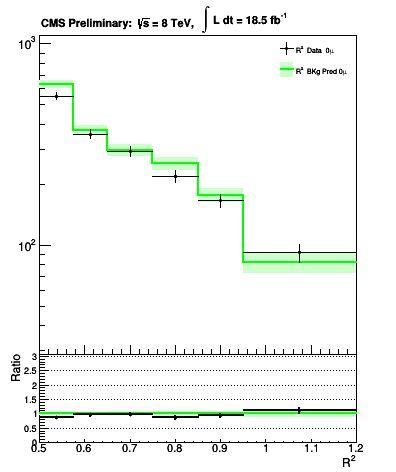 CMS Preliminary: √s = 8 TeV, ∫ L dt = 18.5 fb⁻¹
10³
R² Data 0μ
R² BKg Pred 0μ
10²
Ratio
3
2.5
2
1.5
1
0.5
0
0.5 0.6 0.7 0.8 0.9 1 1.1 1.2
R²